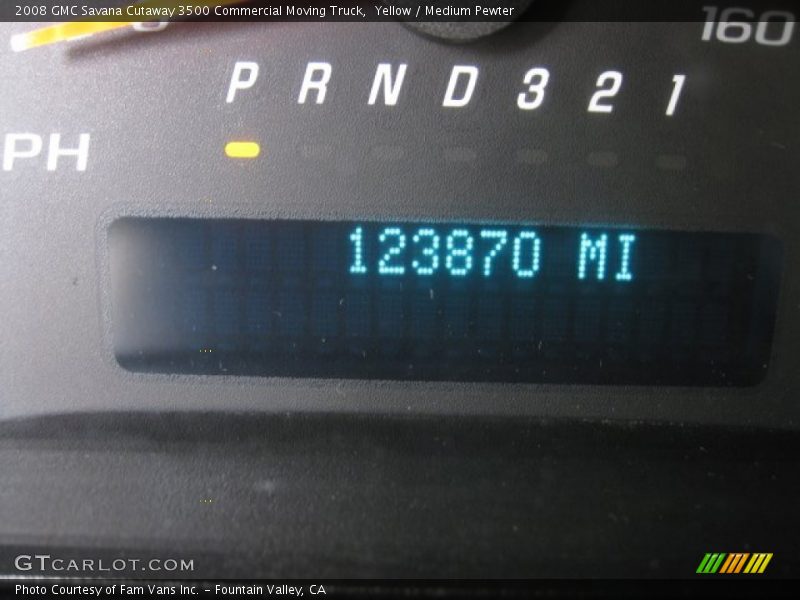 2008 GMC Savana Cutaway 3500 Commercial Moving Truck, Yellow / Medium Pewter
160
P R N D 3 2 1
PH
123870 MI
GTCARLOT.COM
Photo Courtesy of Fam Vans Inc. - Fountain Valley, CA